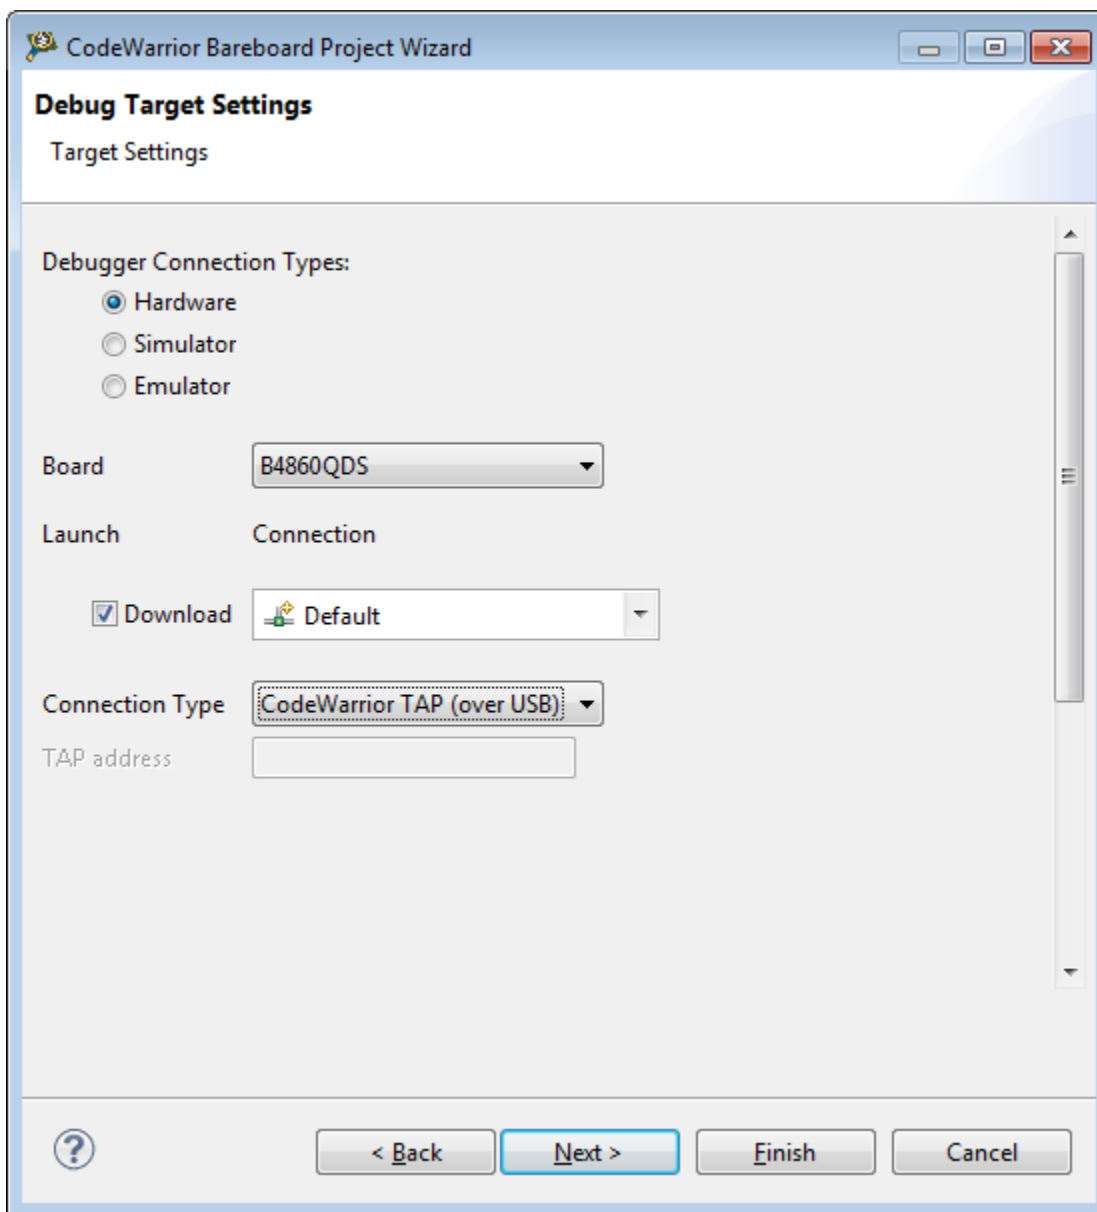 CodeWarrior Bareboard Project Wizard
Debug Target Settings
Target Settings
Debugger Connection Types:
Hardware
Simulator
Emulator
Board B4860QDS
Launch Connection
Download Default
Connection Type CodeWarrior TAP (over USB)
TAP address
? < Back Next > Finish Cancel